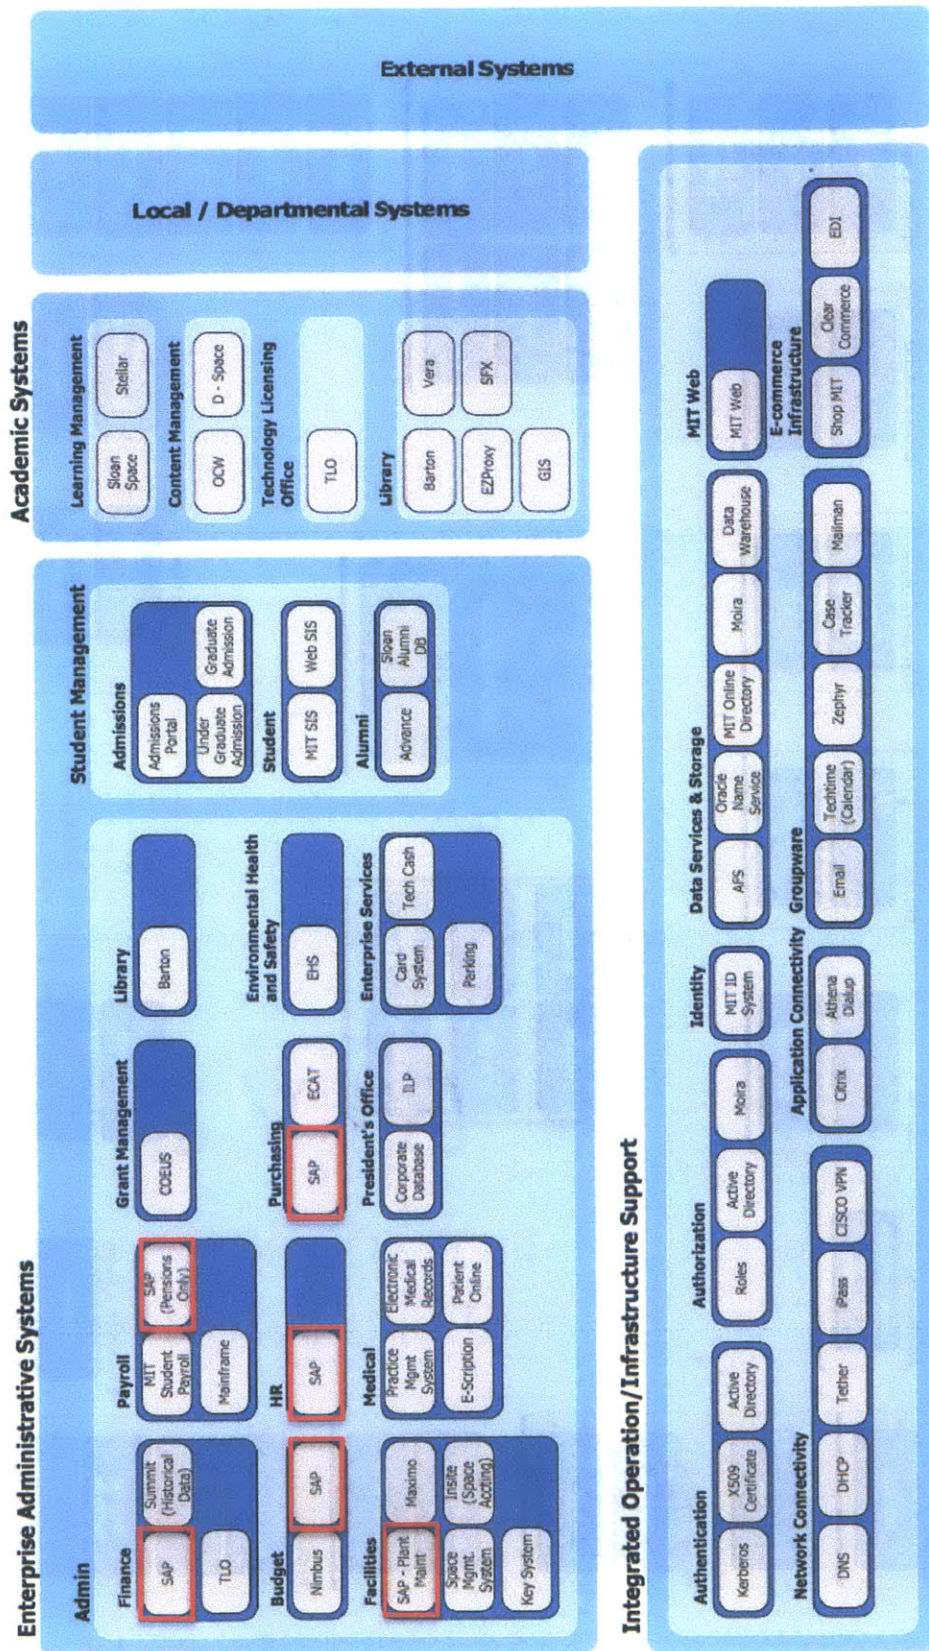 Enterprise Administrative Systems
Admin
Finance
SAP
Summit
(Historical
Data)
TLO
Budget
Nimbus
SAP
Facilities
SAP - Plant
Maint
Maximo
Space
Mgmt.
System
Insite
(Space
Accting)
Key System
Payroll
MIT
Student
Payroll
SAP
(Pensions
Only)
Mainframe
HR
SAP
Medical
Practice
Mgmt
System
Electronic
Medical
Records
E-Scription
Patient
Online
Grant Management
COEUS
Purchasing
SAP
ECAT
President's Office
Corporate
Database
ILP
Library
Barton
Environmental Health
and Safety
EHS
Enterprise Services
Card
System
Tech Cash
Parking
Student Management
Admissions
Admissions
Portal
Under
Graduate
Admission
Graduate
Admission
Student
MIT SIS
Web SIS
Alumni
Advance
Sloan
Alumni
DB
Academic Systems
Learning Management
Sloan
Space
Stellar
Content Management
OCW
D - Space
Technology Licensing
Office
TLO
Library
Barton
Vera
EZProxy
SFX
GIS
Local / Departmental Systems
External Systems
Integrated Operation/Infrastructure Support
Authentication
Kerberos
X509
Certificate
Active
Directory
Authorization
Roles
Active
Directory
Moira
Identity
MIT ID
System
Data Services & Storage
AFS
Oracle
Name
Service
MIT Online
Directory
Moira
Data
Warehouse
MIT Web
MIT Web
Network Connectivity
DNS
DHCP
Tether
iPass
CISCO VPN
Application Connectivity
Citrix
Athena
Dialup
Groupware
Email
Techtime
(Calendar)
Zephyr
Case
Tracker
Mailman
E-commerce
Infrastructure
Shop MIT
Clear
Commerce
EDI